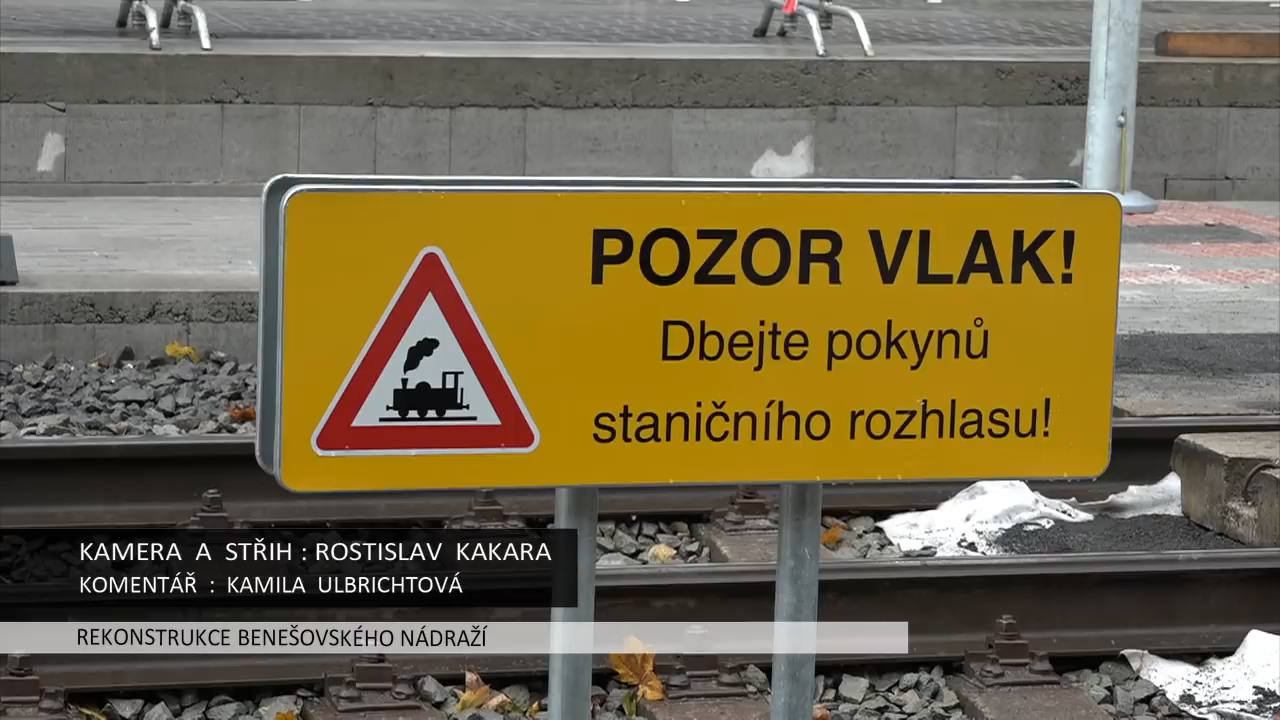 POZOR VLAK!
Dbejte pokynů
staničního rozhlasu!
KAMERA A STŘIH : ROSTISLAV KAKARA
KOMENTÁŘ : KAMILA ULBRICHTOVÁ
REKONSTRUKCE BENEŠOVSKÉHO NÁDRAŽÍ